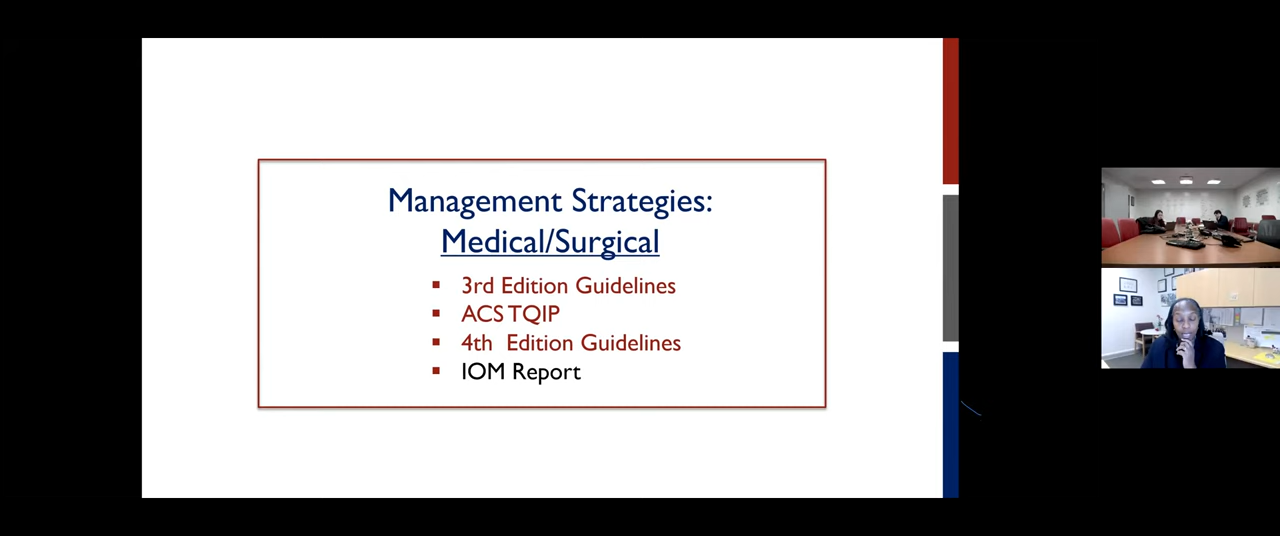 Management Strategies:
Medical/Surgical
▪ 3rd Edition Guidelines
▪ ACS TQIP
▪ 4th Edition Guidelines
▪ IOM Report